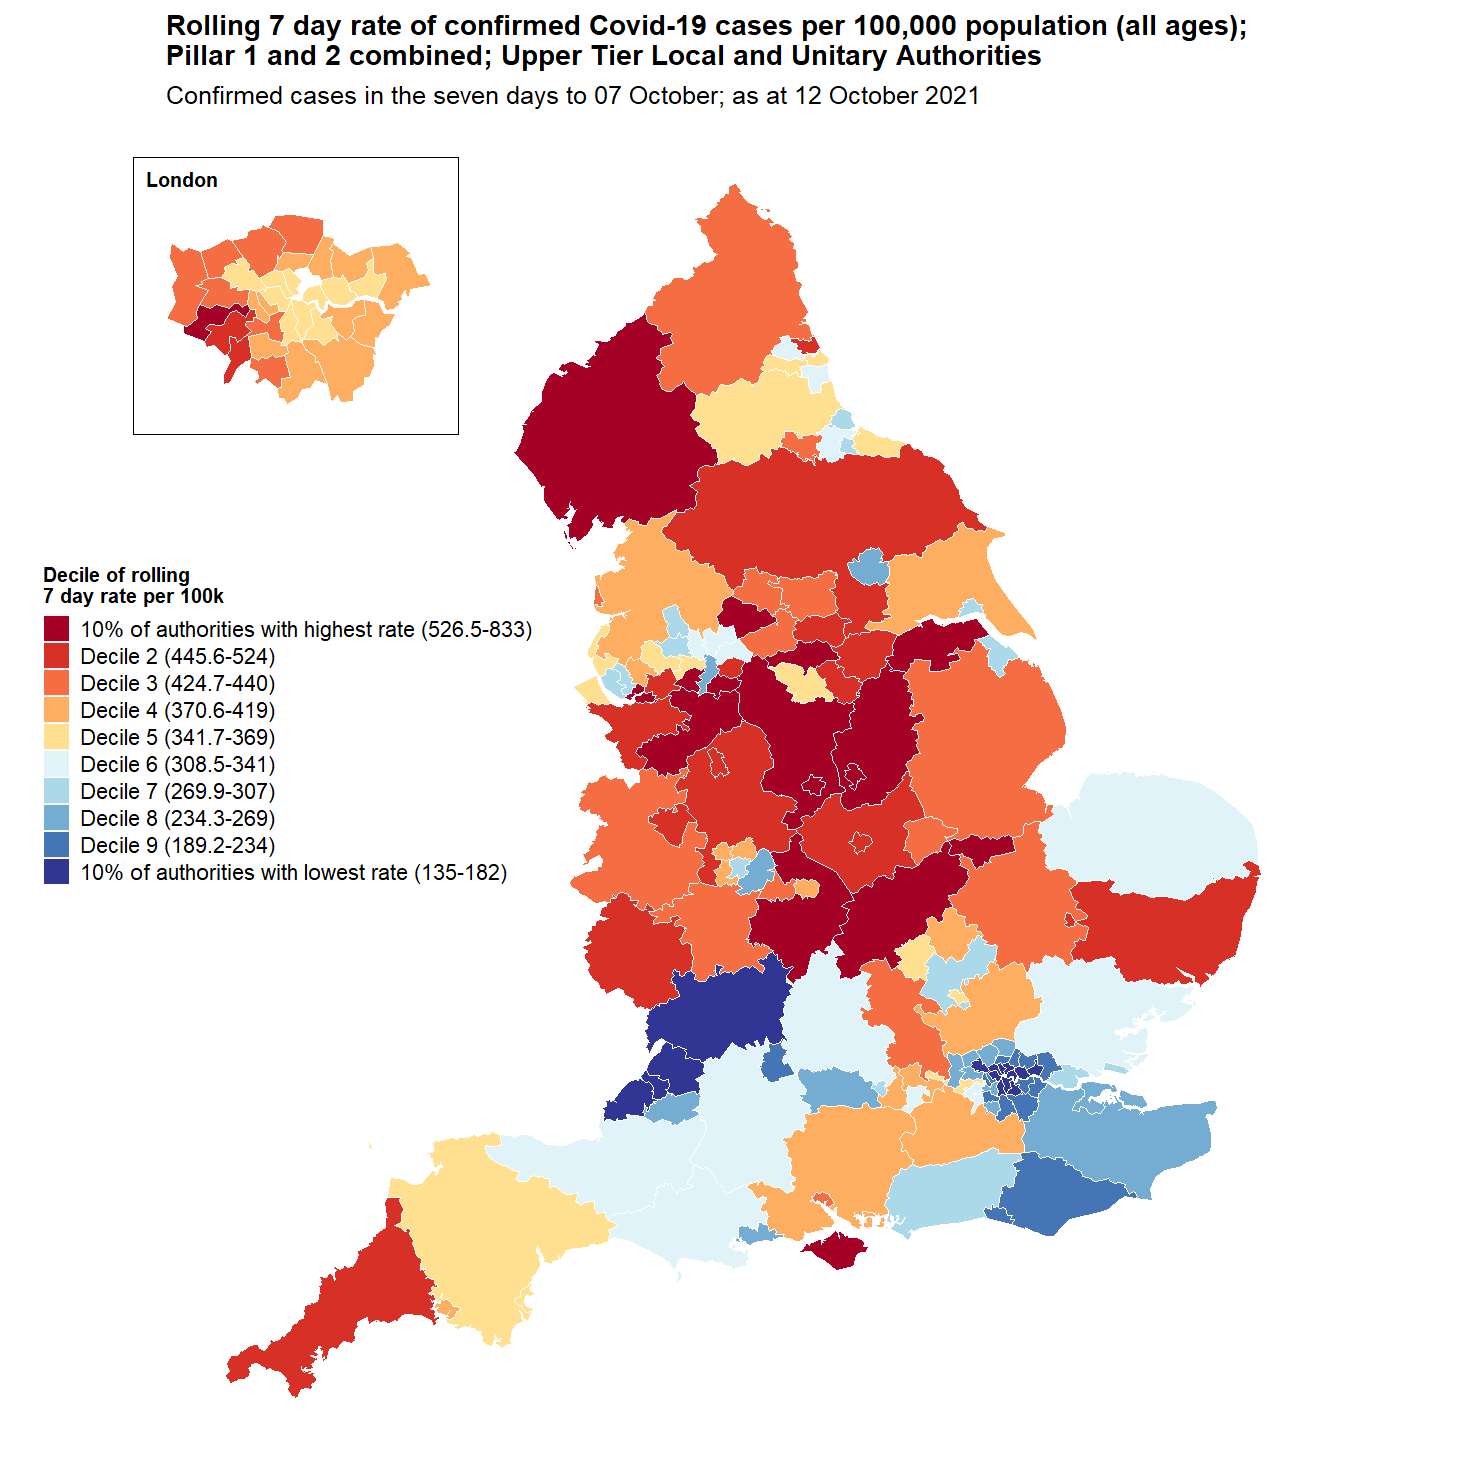 Rolling 7 day rate of confirmed Covid-19 cases per 100,000 population (all ages);
Pillar 1 and 2 combined; Upper Tier Local and Unitary Authorities
Confirmed cases in the seven days to 07 October; as at 12 October 2021
London
Decile of rolling
7 day rate per 100k
10% of authorities with highest rate (526.5-833)
Decile 2 (445.6-524)
Decile 3 (424.7-440)
Decile 4 (370.6-419)
Decile 5 (341.7-369)
Decile 6 (308.5-341)
Decile 7 (269.9-307)
Decile 8 (234.3-269)
Decile 9 (189.2-234)
10% of authorities with lowest rate (135-182)